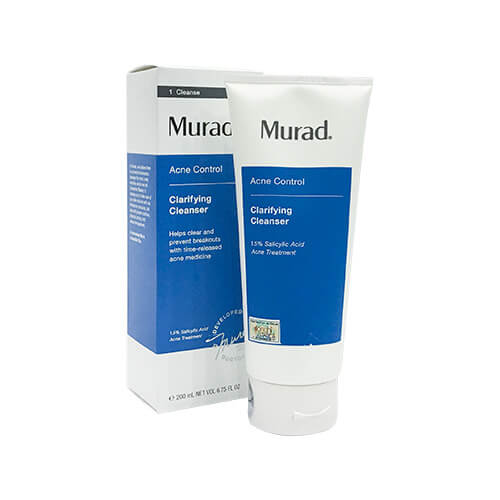 1 Cleanse
Murad
Acne Control
Clarifying
Cleanser
Helps clear and
prevent breakouts
with time-released
acne medicine
1.5% Salicylic Acid
Acne Treatment
DEVELOPED
℮ 200 mL NET VOL 6.75 FL OZ
Murad.®
Acne Control
Clarifying
Cleanser
1.5% Salicylic Acid
Acne Treatment